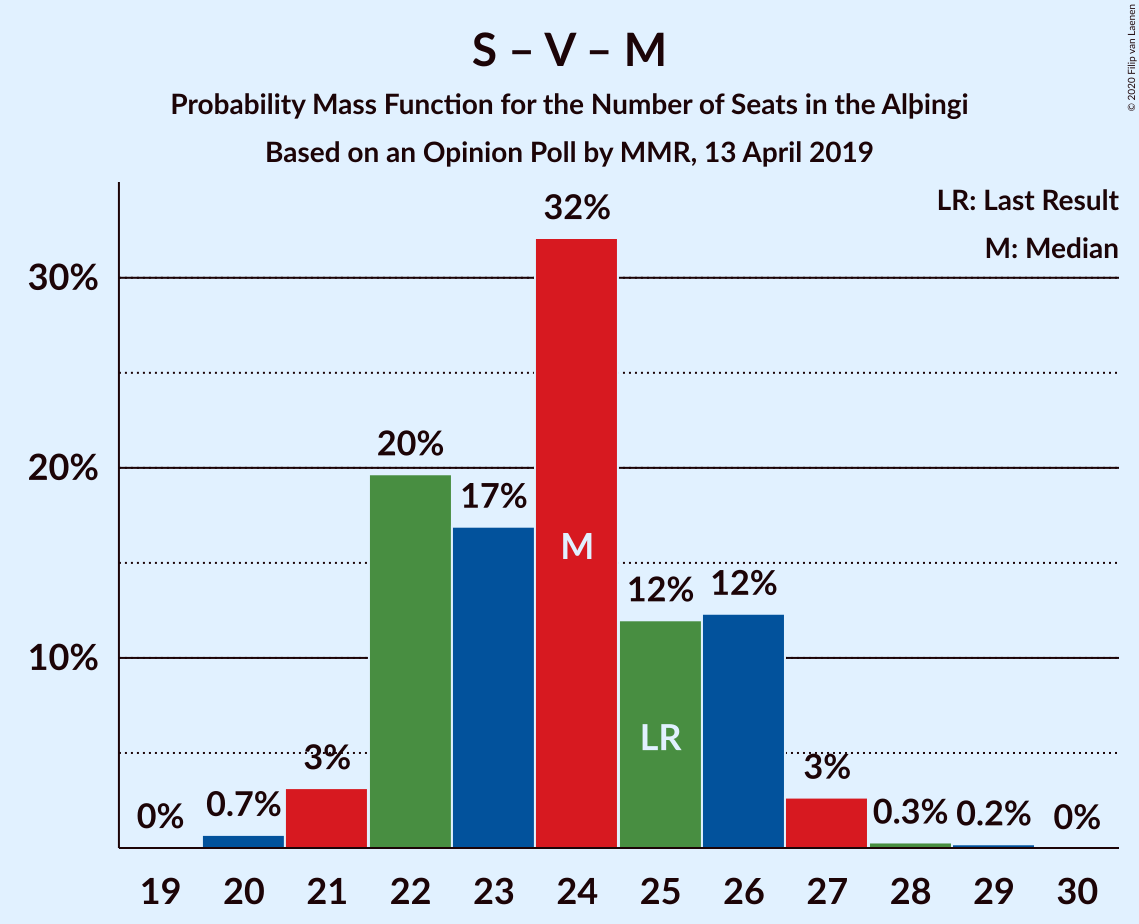 S – V – M
Probability Mass Function for the Number of Seats in the Alþingi
Based on an Opinion Poll by MMR, 13 April 2019
© 2020 Filip van Laenen
LR: Last Result
M: Median
30%
20%
10%
0%
0.7%
3%
20%
17%
32%
12%
12%
3%
0.3%
0.2%
0%
M
LR
19 20 21 22 23 24 25 26 27 28 29 30